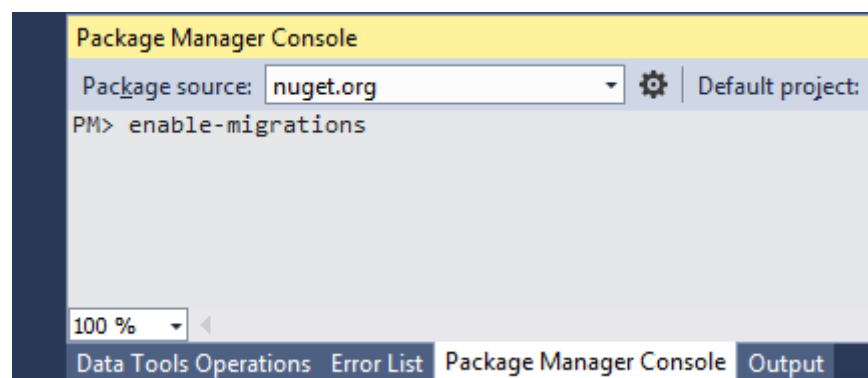 Package Manager Console
Package source: nuget.org Default project:
PM> enable-migrations
100 %
Data Tools Operations Error List Package Manager Console Output